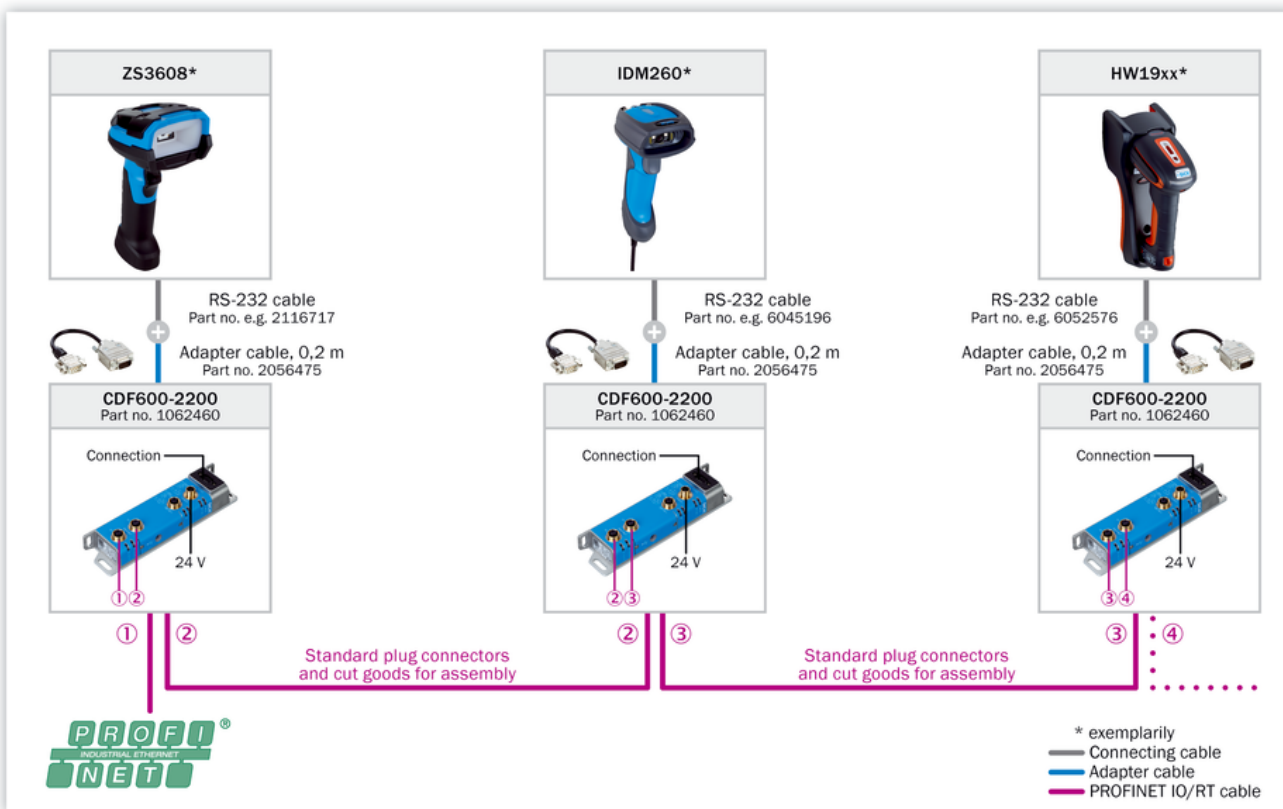 ZS3608*
IDM260*
HW19xx*
RS-232 cable
Part no. e.g. 2116717
Adapter cable, 0,2 m
Part no. 2056475
RS-232 cable
Part no. e.g. 6045196
Adapter cable, 0,2 m
Part no. 2056475
RS-232 cable
Part no. e.g. 6052576
Adapter cable, 0,2 m
Part no. 2056475
CDF600-2200
Part no. 1062460
Connection
24 V
①②
CDF600-2200
Part no. 1062460
Connection
24 V
②③
CDF600-2200
Part no. 1062460
Connection
24 V
③④
① ②
② ③
③ ④
Standard plug connectors
and cut goods for assembly
Standard plug connectors
and cut goods for assembly
PROFI®
INDUSTRIAL ETHERNET
NET
* exemplarily
Connecting cable
Adapter cable
PROFINET IO/RT cable